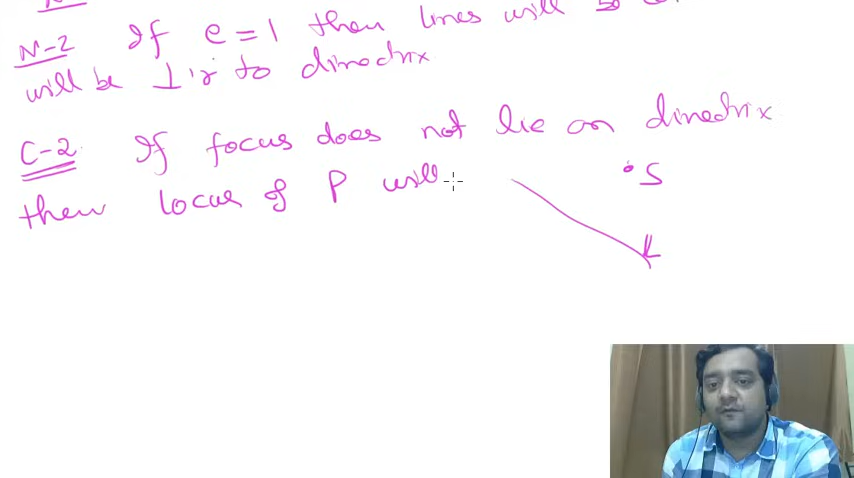 N-2 If e = 1 then lines will
will be ⊥'r to directrix
C-2 If focus does not lie on directrix
then locus of P will
S
L